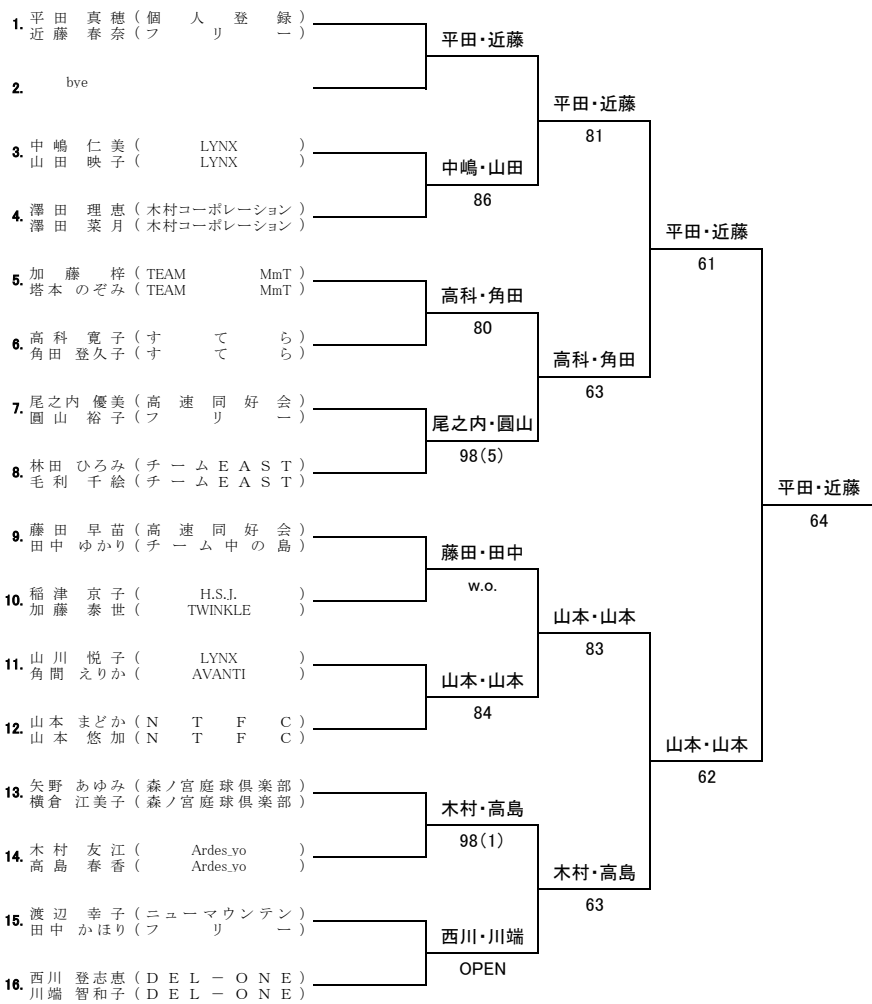 1. 平田 真穂 (個人登録)
近藤 春奈 (フリー)
2. bye
3. 中嶋 仁美 (LYNX)
山田 映子 (LYNX)
4. 澤田 理恵 (木村コーポレーション)
澤田 菜月 (木村コーポレーション)
5. 加藤 梓 (TEAM MmT)
塔本 のぞみ (TEAM MmT)
6. 高科 寛子 (すてら)
角田 登久子 (すてら)
7. 尾之内 優美 (高速同好会)
圓山 裕子 (フリー)
8. 林田 ひろみ (チームEAST)
毛利 千絵 (チームEAST)
9. 藤田 早苗 (高速同好会)
田中 ゆかり (チーム中の島)
10. 稲津 京子 (H.S.J.)
加藤 泰世 (TWINKLE)
11. 山川 悦子 (LYNX)
角間 えりか (AVANTI)
12. 山本 まどか (NTFC)
山本 悠加 (NTFC)
13. 矢野 あゆみ (森ノ宮庭球倶楽部)
横倉 江美子 (森ノ宮庭球倶楽部)
14. 木村 友江 (Ardes_yo)
高島 春香 (Ardes_yo)
15. 渡辺 幸子 (ニューマウンテン)
田中 かほり (フリー)
16. 西川 登志恵 (DEL-ONE)
川端 智和子 (DEL-ONE)
平田・近藤
中嶋・山田
86
高科・角田
80
尾之内・圓山
98(5)
藤田・田中
w.o.
山本・山本
84
木村・高島
98(1)
西川・川端
OPEN
平田・近藤
81
高科・角田
63
山本・山本
83
木村・高島
63
平田・近藤
61
山本・山本
62
平田・近藤
64